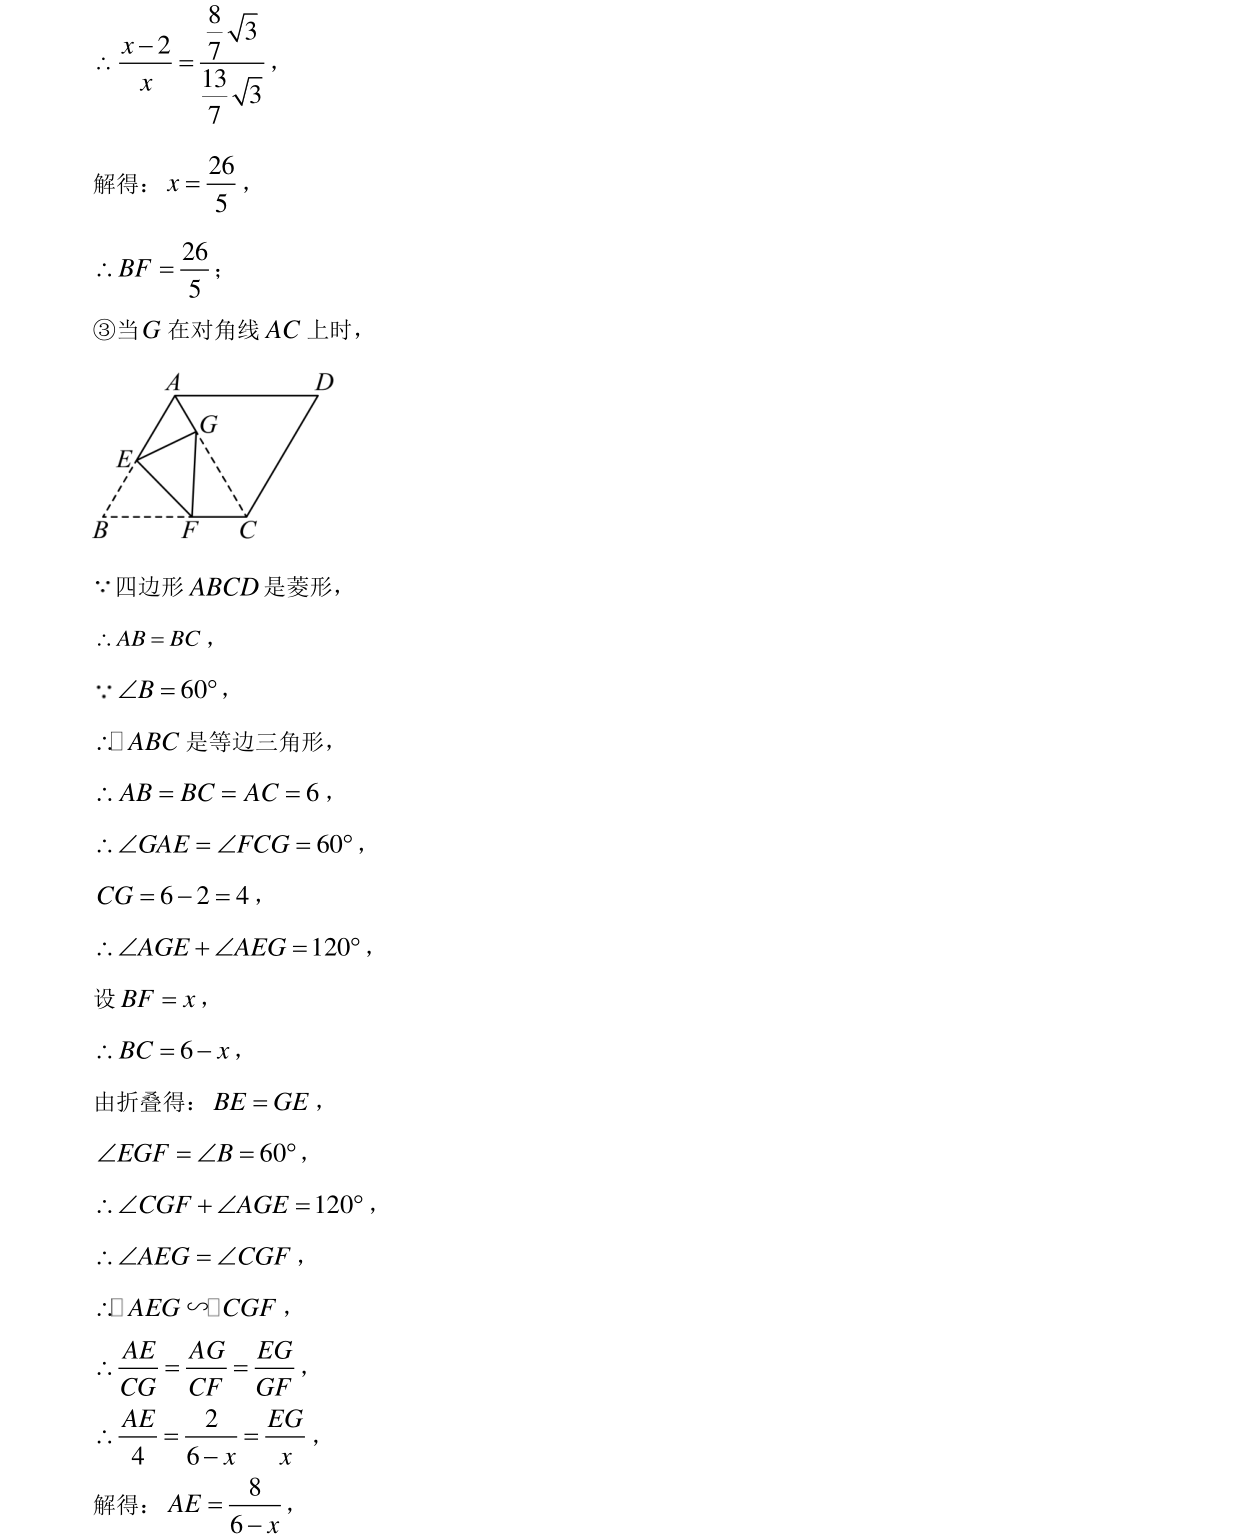 ∴ (x−2)/x = (8/7 √3)/(13/7 √3)，
解得：x = 26/5，
∴BF = 26/5；
③当G在对角线AC上时，
A D
G
E
B F C
∵四边形ABCD是菱形，
∴AB = BC，
∵∠B = 60°，
∴□ABC 是等边三角形，
∴AB = BC = AC = 6，
∴∠GAE = ∠FCG = 60°，
CG = 6 − 2 = 4，
∴∠AGE + ∠AEG = 120°，
设BF = x，
∴BC = 6 − x，
由折叠得：BE = GE，
∠EGF = ∠B = 60°，
∴∠CGF + ∠AGE = 120°，
∴∠AEG = ∠CGF，
∴□AEG∽□CGF，
∴AE/CG = AG/CF = EG/GF，
∴AE/4 = 2/(6−x) = EG/x，
解得：AE = 8/(6−x)，